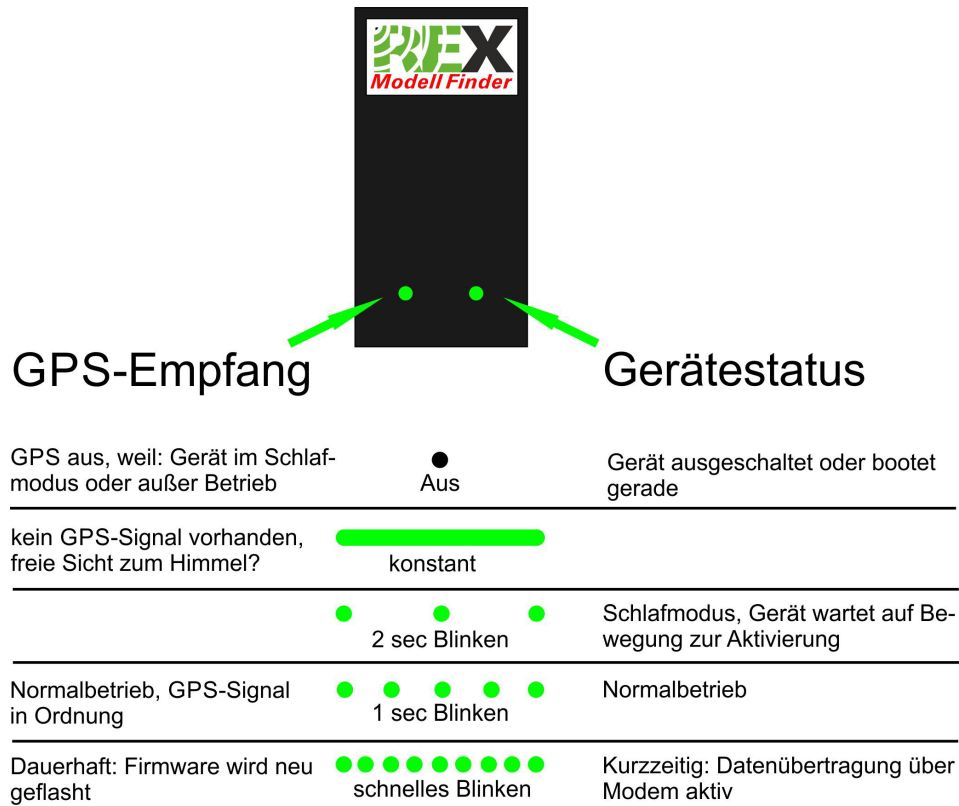 REX
Modell Finder
GPS-Empfang
Gerätestatus
GPS aus, weil: Gerät im Schlaf-
modus oder außer Betrieb
Aus
Gerät ausgeschaltet oder bootet
gerade
kein GPS-Signal vorhanden,
freie Sicht zum Himmel?
konstant
2 sec Blinken
Schlafmodus, Gerät wartet auf Be-
wegung zur Aktivierung
Normalbetrieb, GPS-Signal
in Ordnung
1 sec Blinken
Normalbetrieb
Dauerhaft: Firmware wird neu
geflasht
schnelles Blinken
Kurzzeitig: Datenübertragung über
Modem aktiv